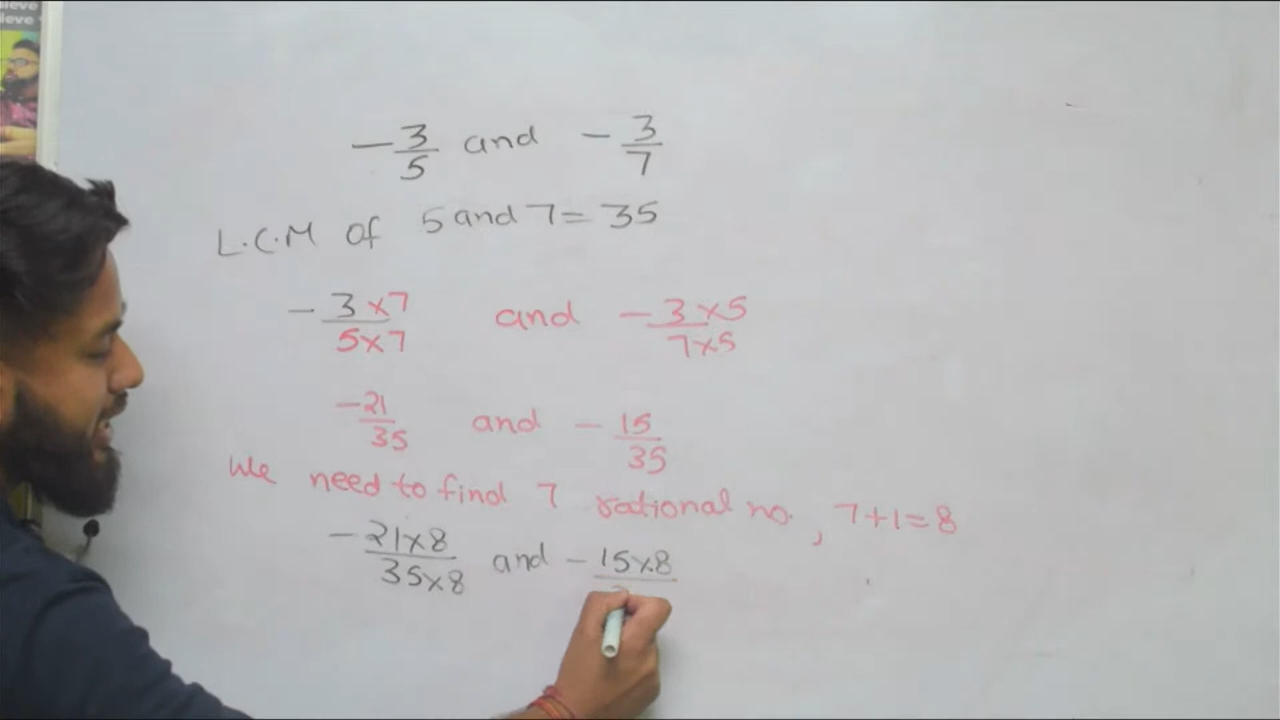 lieve
lieve
- 3/5 and - 3/7
L.C.M of 5 and 7 = 35
- 3×7/5×7 and - 3×5/7×5
-21/35 and - 15/35
We need to find 7 rational no. , 7+1=8
- 21×8/35×8 and - 15×8